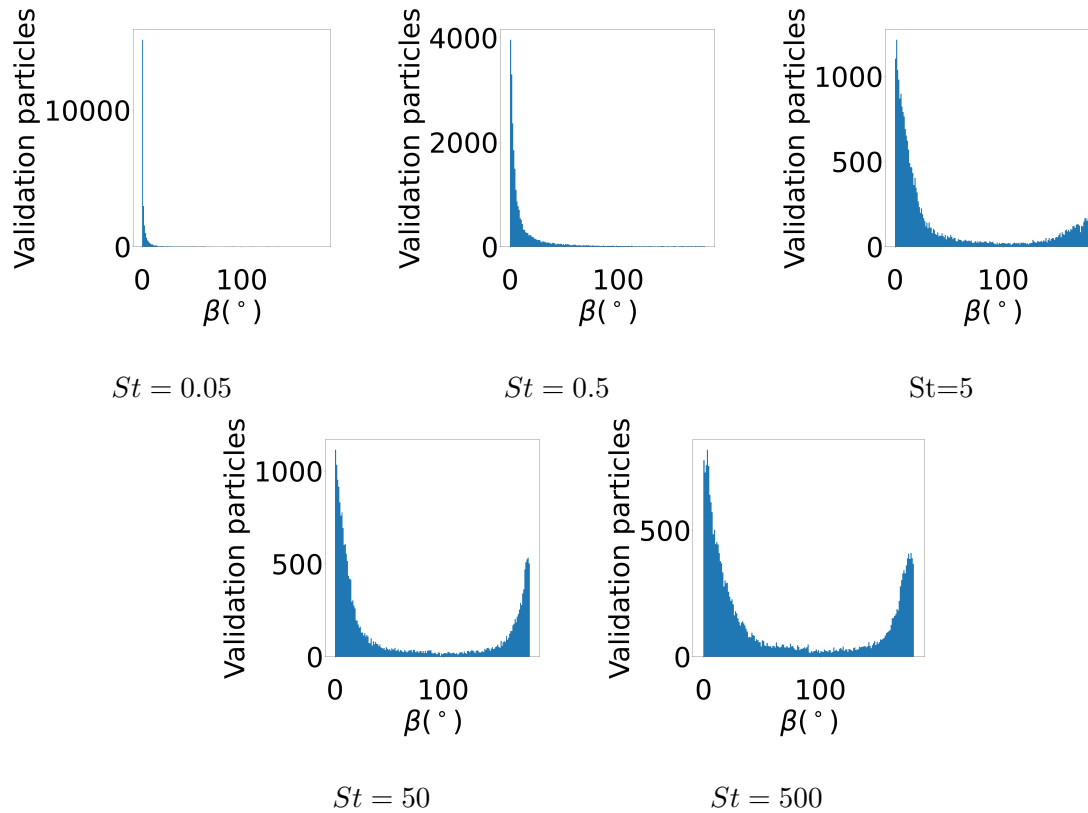 Validation particles
10000
0
0 100
β(°)
St = 0.05
Validation particles
4000
2000
0
0 100
β(°)
St = 0.5
Validation particles
1000
500
0
0 100
β(°)
St=5
Validation particles
1000
500
0
0 100
β(°)
St = 50
Validation particles
500
0
0 100
β(°)
St = 500